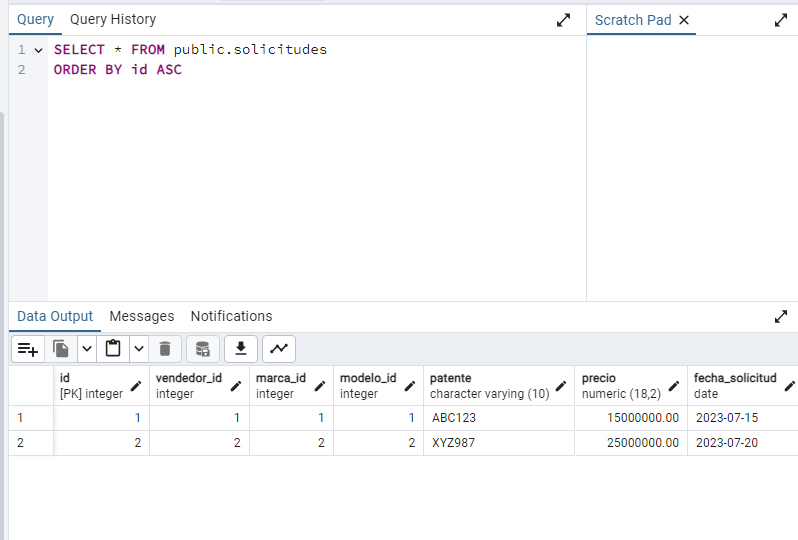 Query Query History
Scratch Pad
1 SELECT * FROM public.solicitudes
2 ORDER BY id ASC
Data Output Messages Notifications
id vendedor_id marca_id modelo_id patente precio fecha_solicitud
[PK] integer integer integer integer character varying (10) numeric (18,2) date
1 1 1 1 1 ABC123 15000000.00 2023-07-15
2 2 2 2 2 XYZ987 25000000.00 2023-07-20